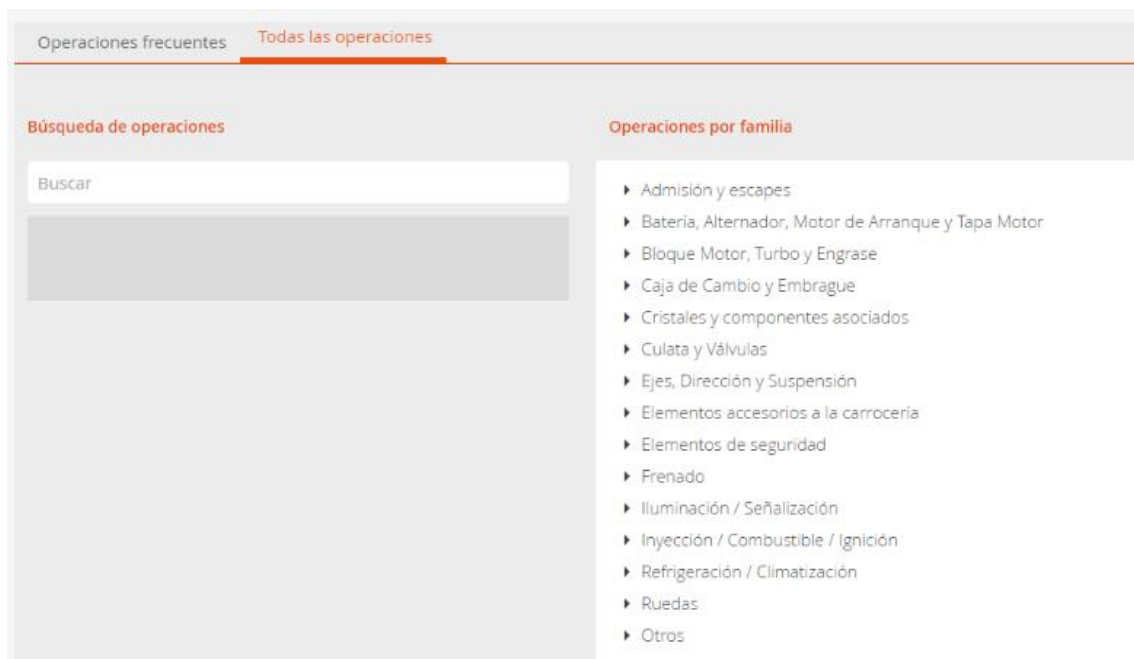 Operaciones frecuentes
Todas las operaciones
Búsqueda de operaciones
Buscar
Operaciones por familia
Admisión y escapes
Batería, Alternador, Motor de Arranque y Tapa Motor
Bloque Motor, Turbo y Engrase
Caja de Cambio y Embrague
Cristales y componentes asociados
Culata y Válvulas
Ejes, Dirección y Suspensión
Elementos accesorios a la carrocería
Elementos de seguridad
Frenado
Iluminación / Señalización
Inyección / Combustible / Ignición
Refrigeración / Climatización
Ruedas
Otros